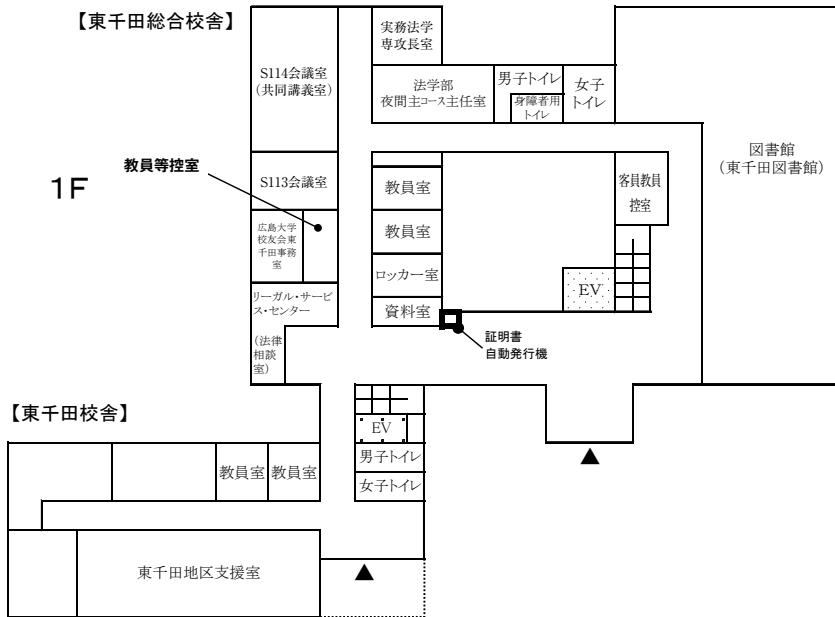 【東千田総合校舎】
実務法学
専攻長室
S114会議室
(共同講義室)
法学部
夜間主コース主任室
男子トイレ
身障者用
トイレ
女子
トイレ
図書館
(東千田図書館)
1F
教員等控室
S113会議室
教員室
客員教員
控室
広島大学
校友会東
千田事務
室
教員室
ロッカー室
EV
リーガル・サービ
ス・センター
資料室
(法律
相談
室)
証明書
自動発行機
【東千田校舎】
EV
教員室
教員室
男子トイレ
女子トイレ
東千田地区支援室